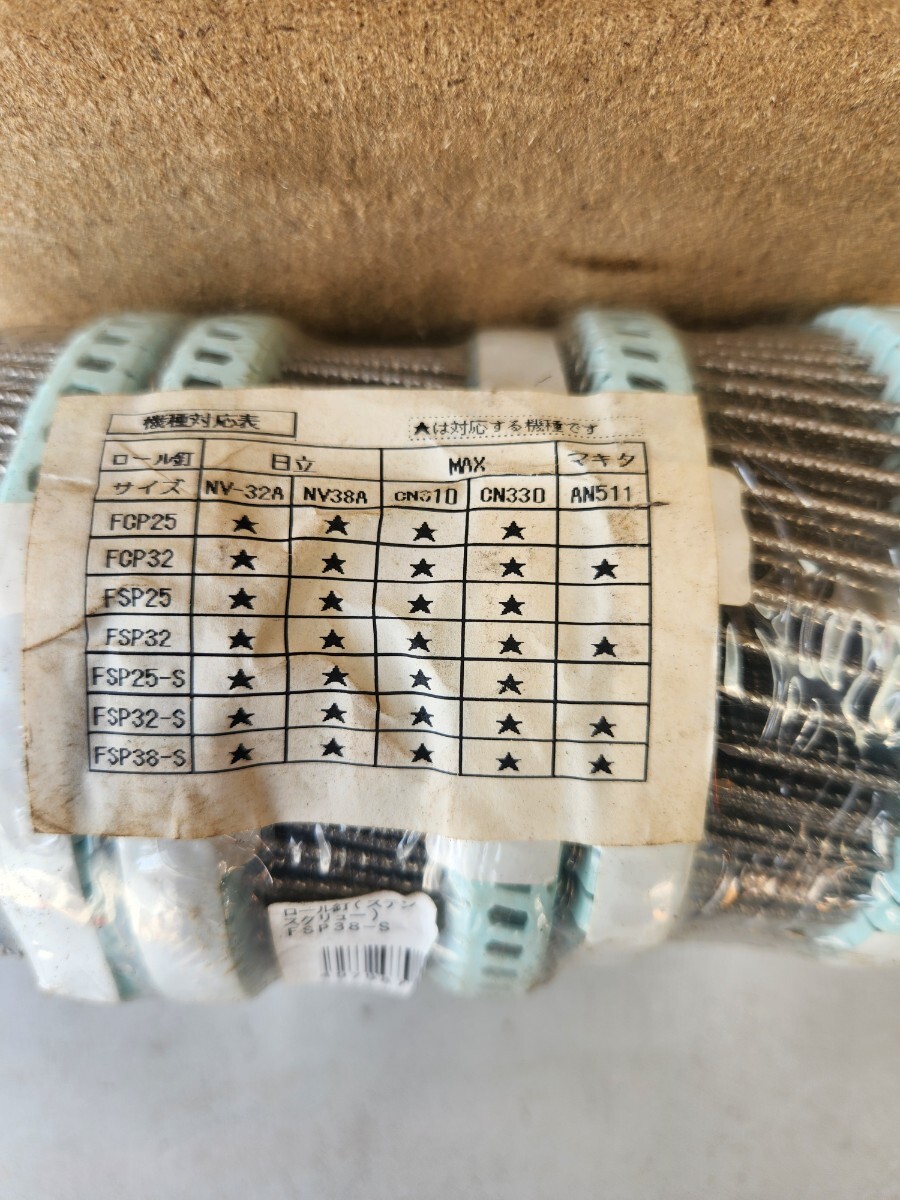 機種対応表
★は対応する機種です
ロール釘 日立 MAX マキタ
サイズ NV-32A NV38A CN310 CN330 AN511
FCP25 ★ ★ ★ ★
FCP32 ★ ★ ★ ★ ★
FSP25 ★ ★ ★ ★
FSP32 ★ ★ ★ ★ ★
FSP25-S ★ ★ ★ ★
FSP32-S ★ ★ ★ ★ ★
FSP38-S ★ ★ ★ ★ ★
ロール釘(ステン
スクリュー)
FSP38-S